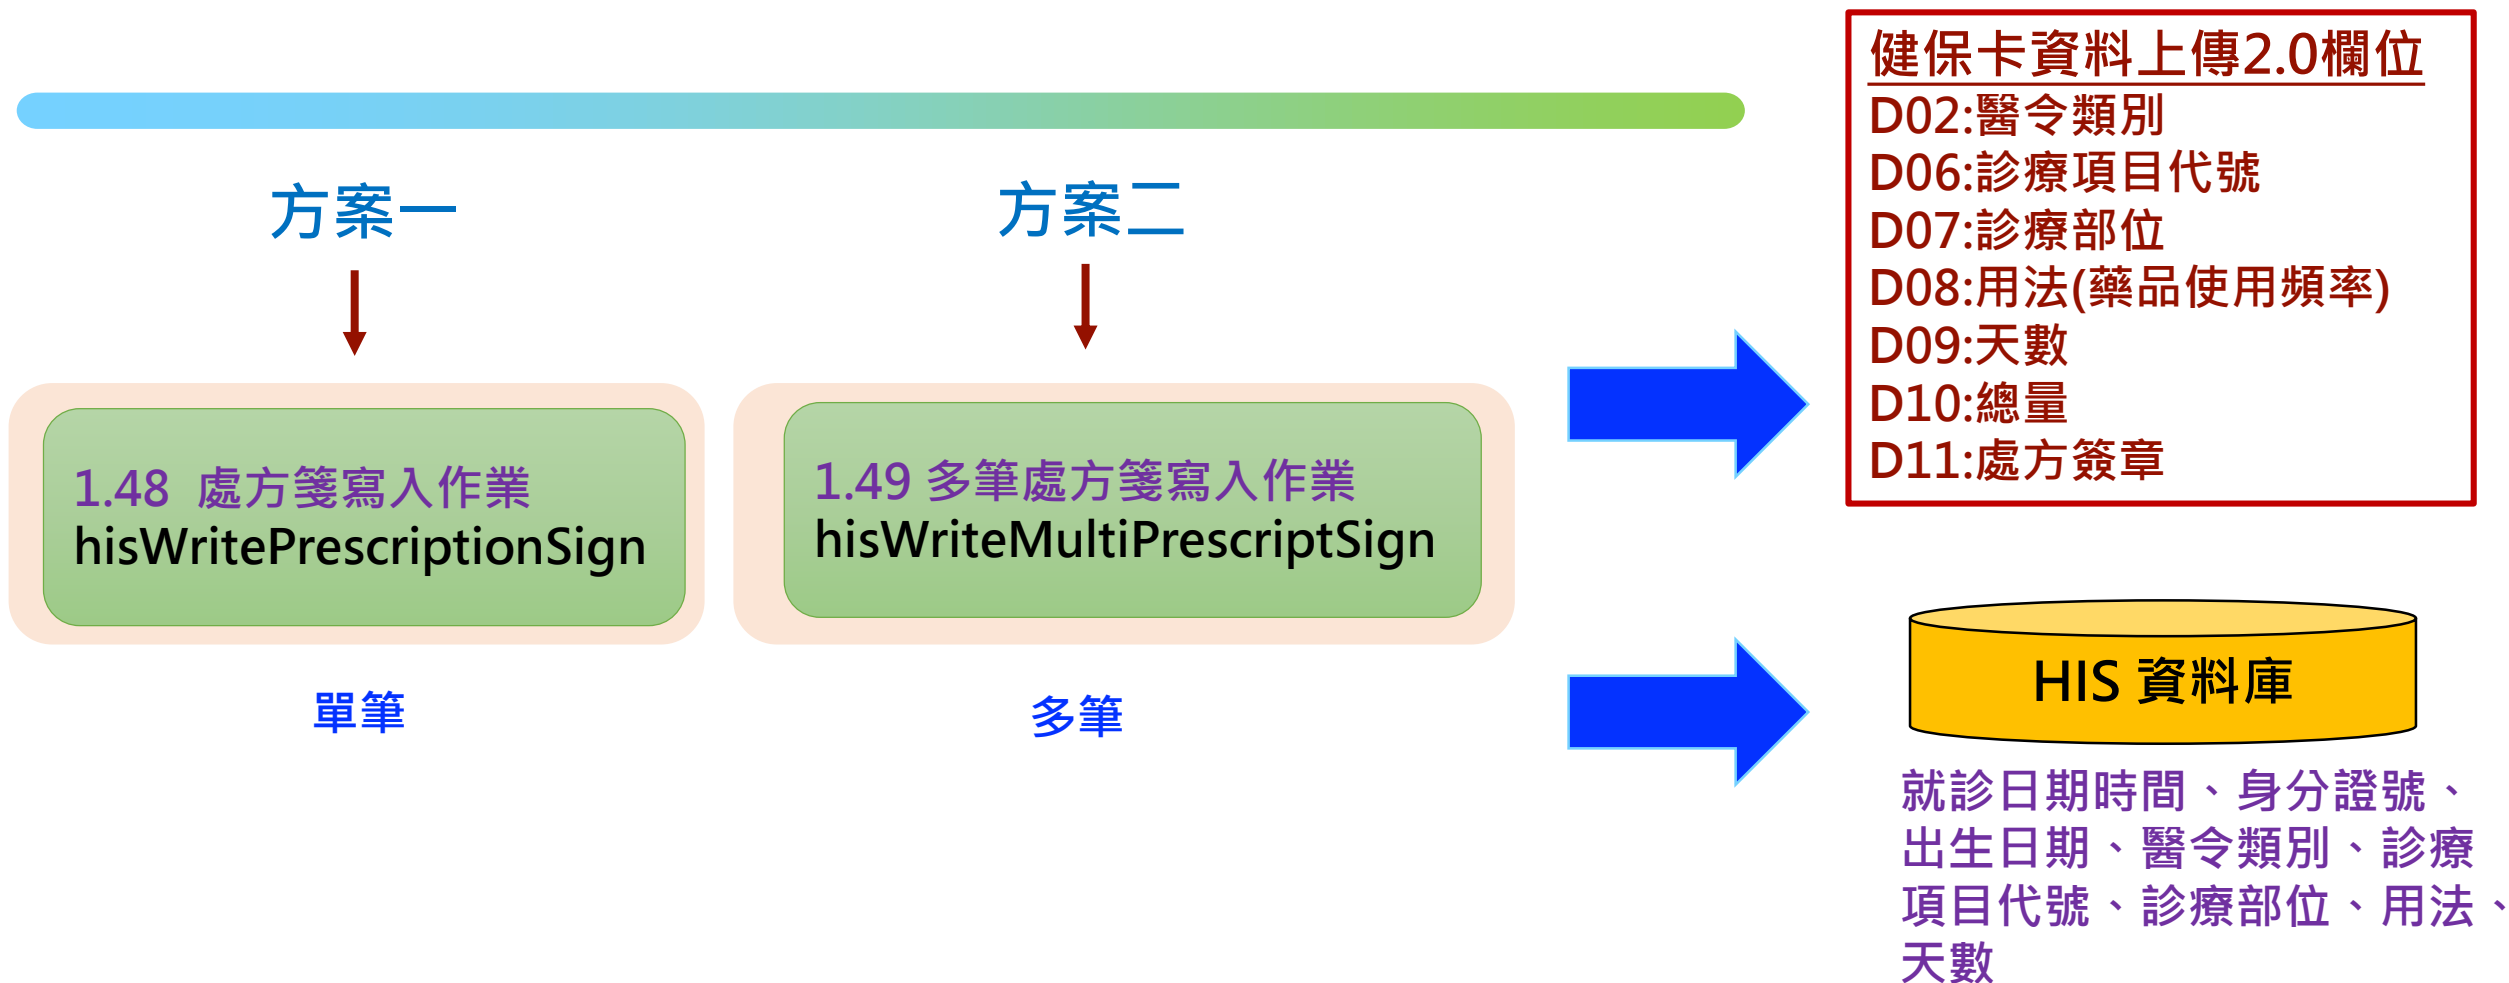 方案一
1.48 處方箋寫入作業
hisWritePrescriptionSign
單筆
方案二
1.49 多筆處方箋寫入作業
hisWriteMultiPrescriptSign
多筆
健保卡資料上傳2.0欄位
D02:醫令類別
D06:診療項目代號
D07:診療部位
D08:用法(藥品使用頻率)
D09:天數
D10:總量
D11:處方簽章
HIS 資料庫
就診日期時間、身分證號、
出生日期、醫令類別、診療
項目代號、診療部位、用法、
天數